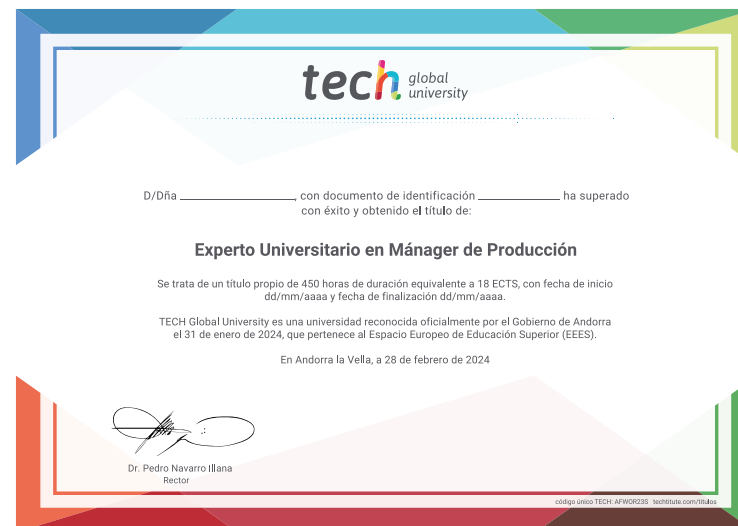 tech global university
D/Dña ____________, con documento de identificación ____________ ha superado
con éxito y obtenido el título de:
Experto Universitario en Mánager de Producción
Se trata de un título propio de 450 horas de duración equivalente a 18 ECTS, con fecha de inicio
dd/mm/aaaa y fecha de finalización dd/mm/aaaa.
TECH Global University es una universidad reconocida oficialmente por el Gobierno de Andorra
el 31 de enero de 2024, que pertenece al Espacio Europeo de Educación Superior (EEES).
En Andorra la Vella, a 28 de febrero de 2024
Dr. Pedro Navarro Illana
Rector
código único TECH: AFWOR23S techtitute.com/titulos